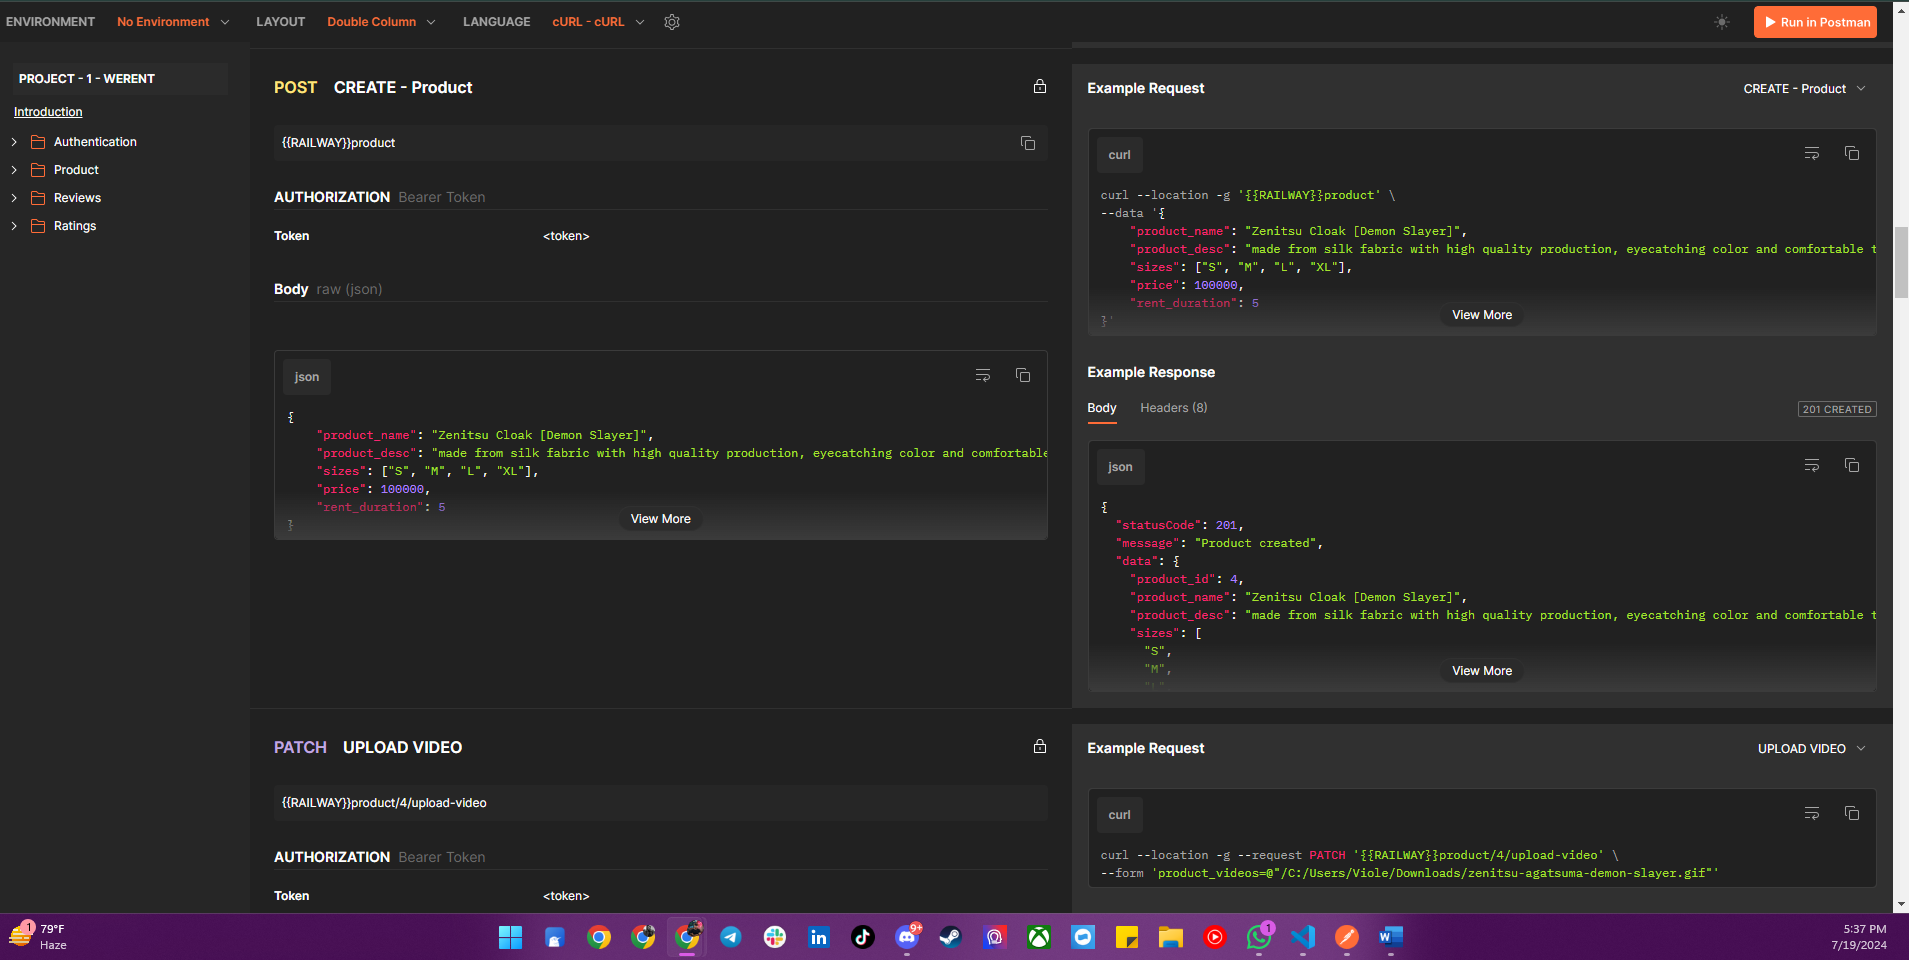 ENVIRONMENT No Environment LAYOUT Double Column LANGUAGE cURL - cURL Run in Postman
PROJECT - 1 - WERENT
Introduction
Authentication
Product
Reviews
Ratings
POST CREATE - Product
{{RAILWAY}}product
AUTHORIZATION Bearer Token
Token <token>
Body raw (json)
json
{
"product_name": "Zenitsu Cloak [Demon Slayer]",
"product_desc": "made from silk fabric with high quality production, eyecatching color and comfortable
"sizes": ["S", "M", "L", "XL"],
"price": 100000,
"rent_duration": 5
}
View More
Example Request CREATE - Product
curl
curl --location -g '{{RAILWAY}}product' \
--data '{
"product_name": "Zenitsu Cloak [Demon Slayer]",
"product_desc": "made from silk fabric with high quality production, eyecatching color and comfortable t
"sizes": ["S", "M", "L", "XL"],
"price": 100000,
"rent_duration": 5
}'
View More
Example Response
Body Headers (8) 201 CREATED
json
{
"statusCode": 201,
"message": "Product created",
"data": {
"product_id": 4,
"product_name": "Zenitsu Cloak [Demon Slayer]",
"product_desc": "made from silk fabric with high quality production, eyecatching color and comfortable t
"sizes": [
"S",
"M",
"L",
View More
PATCH UPLOAD VIDEO
{{RAILWAY}}product/4/upload-video
AUTHORIZATION Bearer Token
Token <token>
Example Request UPLOAD VIDEO
curl
curl --location -g --request PATCH '{{RAILWAY}}product/4/upload-video' \
--form 'product_videos=@"/C:/Users/Viole/Downloads/zenitsu-agatsuma-demon-slayer.gif"'
1
79°F
Haze
9+
1
5:37 PM
7/19/2024